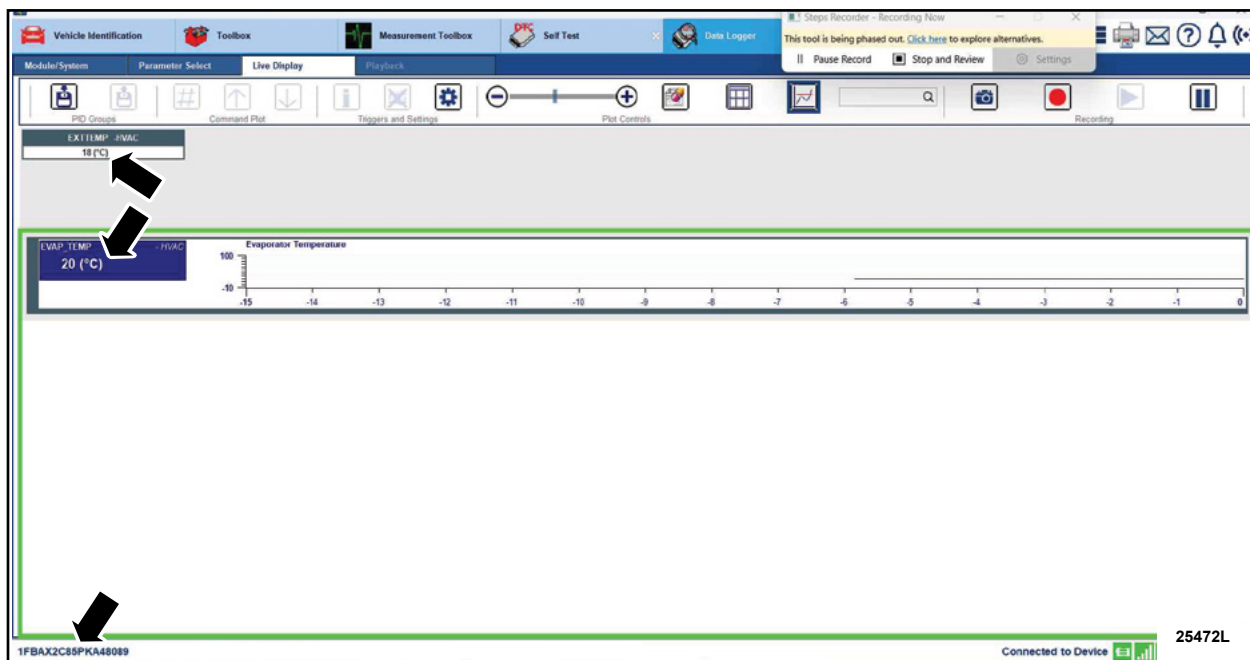 Steps Recorder - Recording Now
Vehicle Identification Toolbox Measurement Toolbox DTC Self Test Data Logger
This tool is being phased out. Click here to explore alternatives.
Pause Record Stop and Review Settings
Module/System Parameter Select Live Display Playback
PID Groups Command Plot Triggers and Settings Plot Controls Recording
EXTTEMP -HVAC
18 (°C)
EVAP_TEMP - HVAC Evaporator Temperature
20 (°C)
100
-10
-15 -14 -13 -12 -11 -10 -9 -8 -7 -6 -5 -4 -3 -2 -1 0
25472L
1FBAX2C85PKA48089 Connected to Device